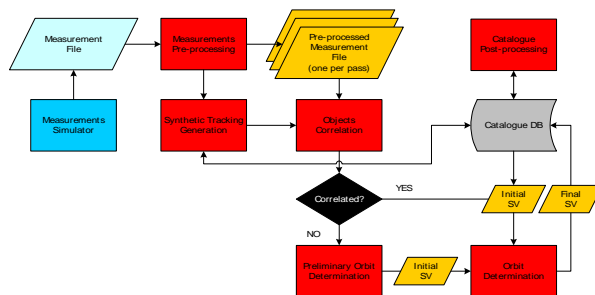 Measurement
File
Measurements
Pre-processing
Pre-processed
Measurement
File
(one per pass)
Catalogue
Post-processing
Measurements
Simulator
Synthetic Tracking
Generation
Objects
Correlation
Catalogue DB
Correlated?
YES
Initial
SV
Final
SV
NO
Preliminary Orbit
Determination
Initial
SV
Orbit
Determination